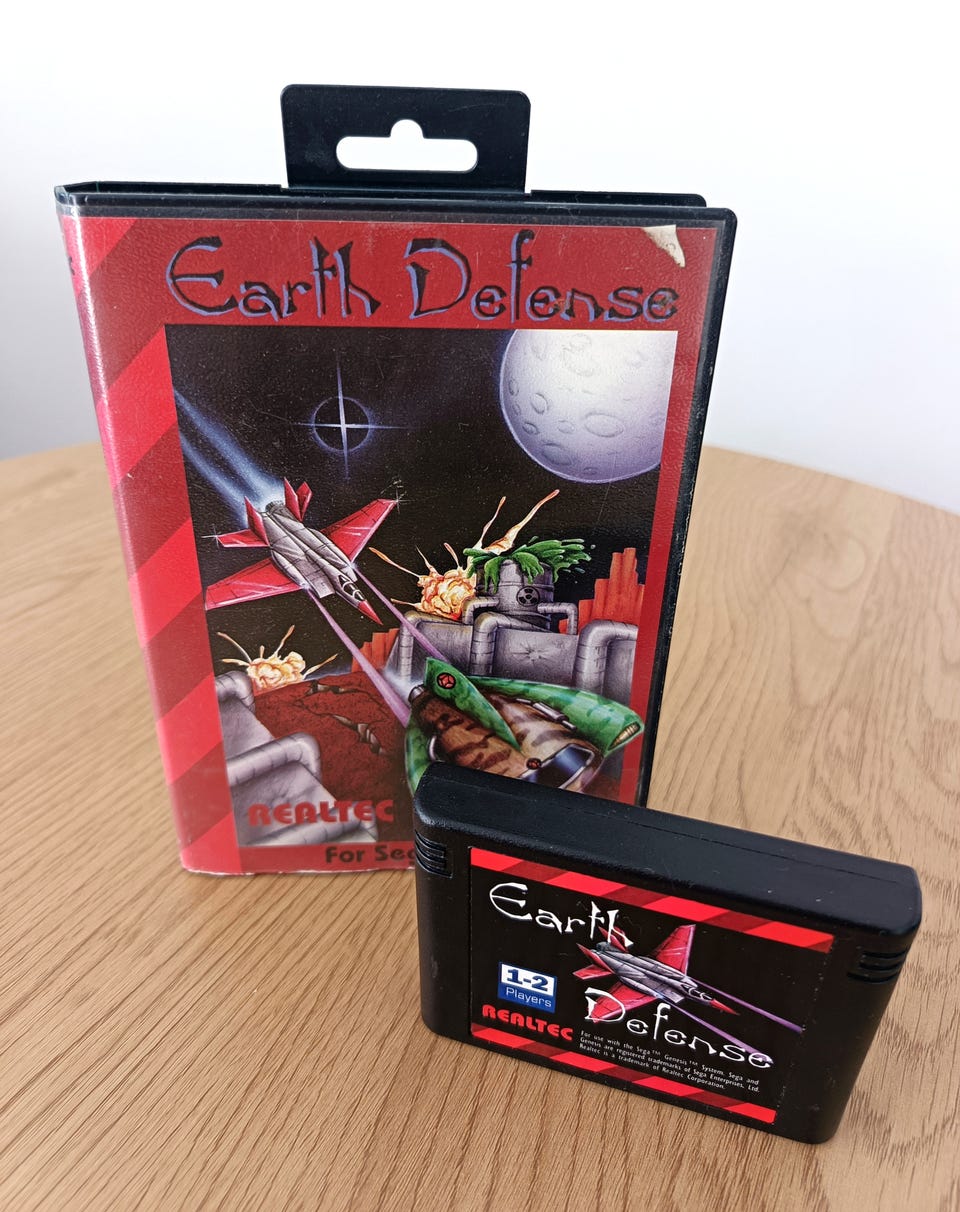 Earth Defense
REALTEC
For Se
Earth
1-2
Players
Defense
REALTEC
For use with the Sega™ Genesis™ System. Sega and
Genesis are registered trademarks of Sega Enterprises, Ltd.
Realtec is a trademark of Realtec Corporation.